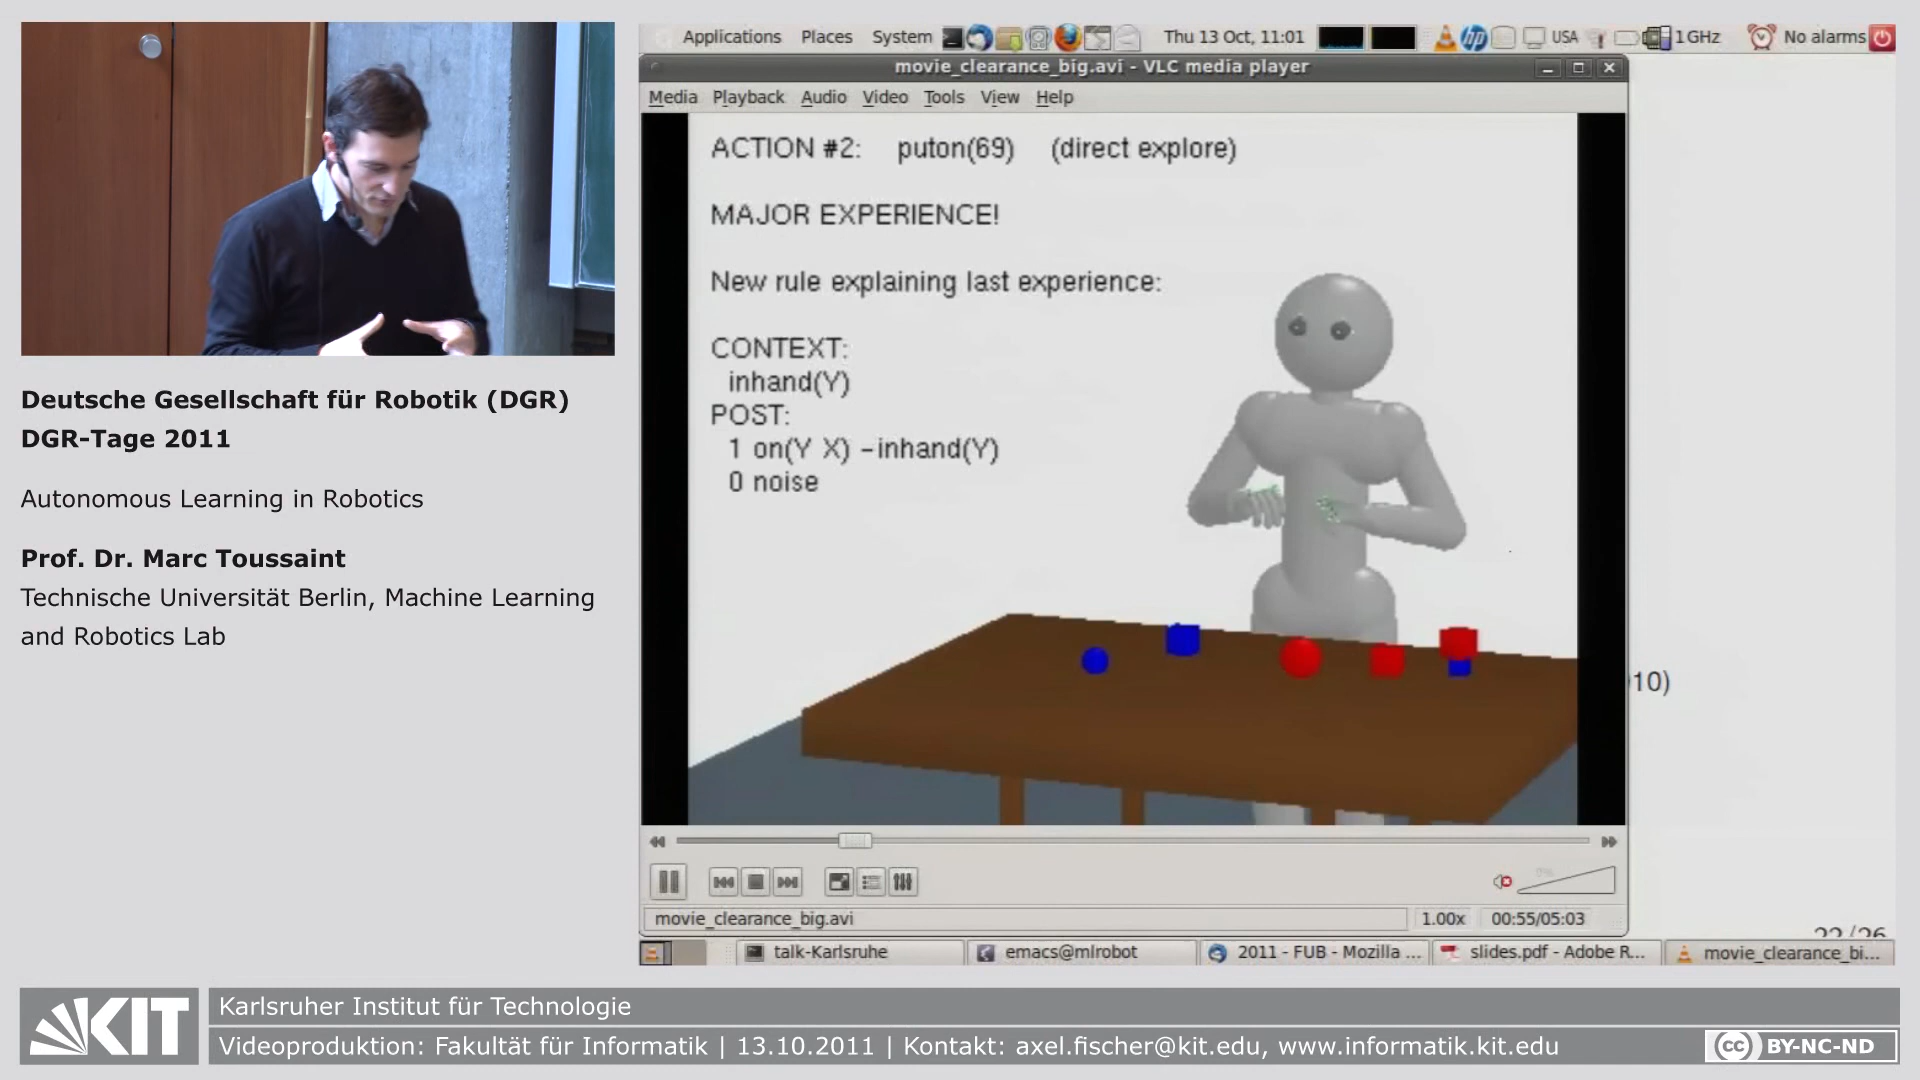 Applications Places System Thu 13 Oct, 11:01 USA 1 GHz No alarms
movie_clearance_big.avi - VLC media player
Media Playback Audio Video Tools View Help
ACTION #2: puton(69) (direct explore)
MAJOR EXPERIENCE!
New rule explaining last experience:
CONTEXT:
inhand(Y)
POST:
1 on(Y X) -inhand(Y)
0 noise
10)
movie_clearance_big.avi 1.00x 00:55/05:03
22/26
talk-Karlsruhe emacs@mlrobot 2011 - FUB - Mozilla ... slides.pdf - Adobe R... movie_clearance_bi...
Deutsche Gesellschaft für Robotik (DGR)
DGR-Tage 2011
Autonomous Learning in Robotics
Prof. Dr. Marc Toussaint
Technische Universität Berlin, Machine Learning
and Robotics Lab
KIT
Karlsruher Institut für Technologie
Videoproduktion: Fakultät für Informatik | 13.10.2011 | Kontakt: axel.fischer@kit.edu, www.informatik.kit.edu
cc BY-NC-ND